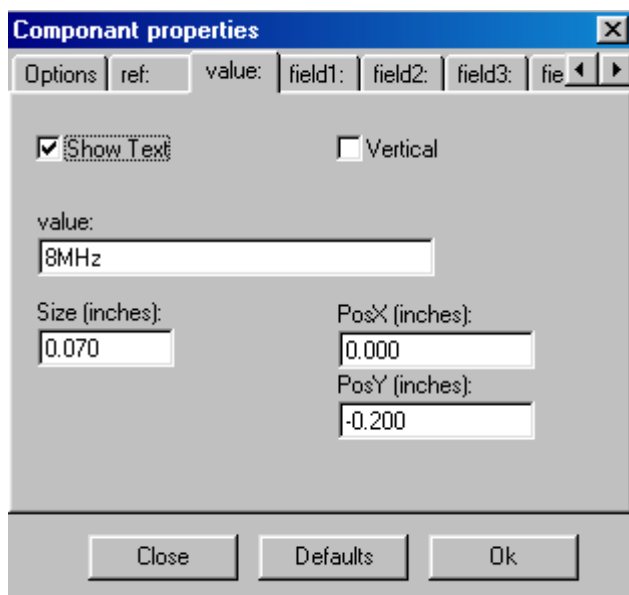 Componant properties
Options ref: value: field1: field2: field3: fie
Show Text Vertical
value:
8MHz
Size (inches): PosX (inches):
0.070 0.000
PosY (inches):
-0.200
Close Defaults Ok